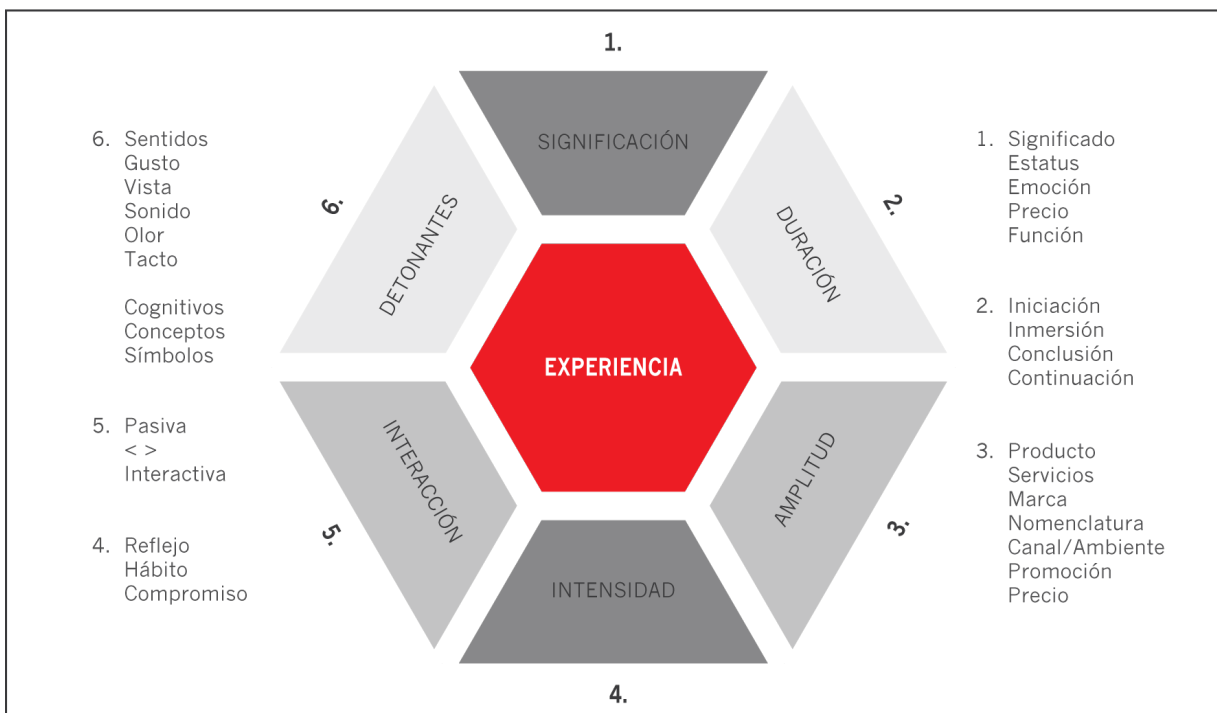 1.
SIGNIFICACIÓN
2.
DURACIÓN
3.
AMPLITUD
4.
INTENSIDAD
5.
INTERACCIÓN
6.
DETONANTES
EXPERIENCIA
6. Sentidos
Gusto
Vista
Sonido
Olor
Tacto
Cognitivos
Conceptos
Símbolos
5. Pasiva
< >
Interactiva
4. Reflejo
Hábito
Compromiso
1. Significado
Estatus
Emoción
Precio
Función
2. Iniciación
Inmersión
Conclusión
Continuación
3. Producto
Servicios
Marca
Nomenclatura
Canal/Ambiente
Promoción
Precio